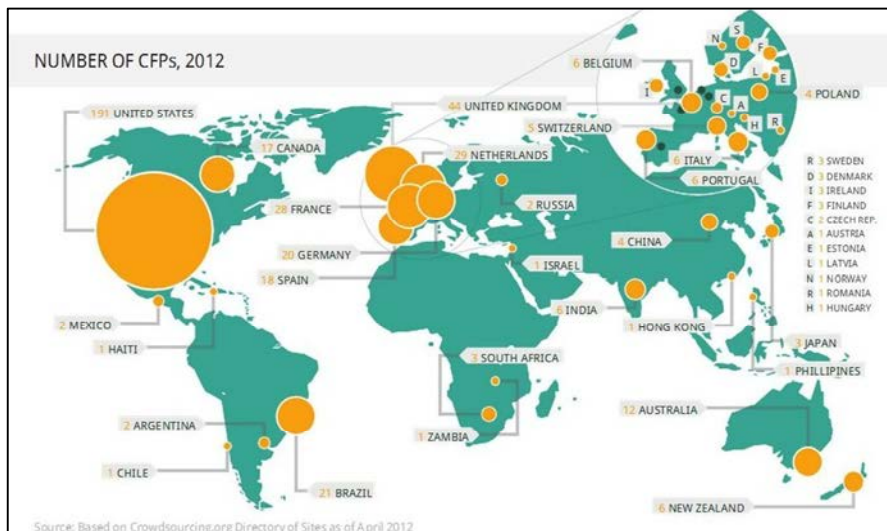 NUMBER OF CFPs, 2012
191 UNITED STATES
17 CANADA
44 UNITED KINGDOM
6 BELGIUM
29 NETHERLANDS
5 SWITZERLAND
4 POLAND
6 ITALY
6 PORTUGAL
28 FRANCE
2 RUSSIA
20 GERMANY
18 SPAIN
4 CHINA
1 ISRAEL
6 INDIA
1 HONG KONG
2 MEXICO
1 HAITI
3 SOUTH AFRICA
3 JAPAN
1 PHILLIPINES
2 ARGENTINA
1 ZAMBIA
12 AUSTRALIA
1 CHILE
21 BRAZIL
6 NEW ZEALAND
N
S
F
I
D
L
E
C
A
H
R
R 3 SWEDEN
D 3 DENMARK
I 3 IRELAND
F 3 FINLAND
C 2 CZECH REP.
A 1 AUSTRIA
E 1 ESTONIA
L 1 LATVIA
N 1 NORWAY
R 1 ROMANIA
H 1 HUNGARY
Source: Based on Crowdsourcing.org Directory of Sites as of April 2012